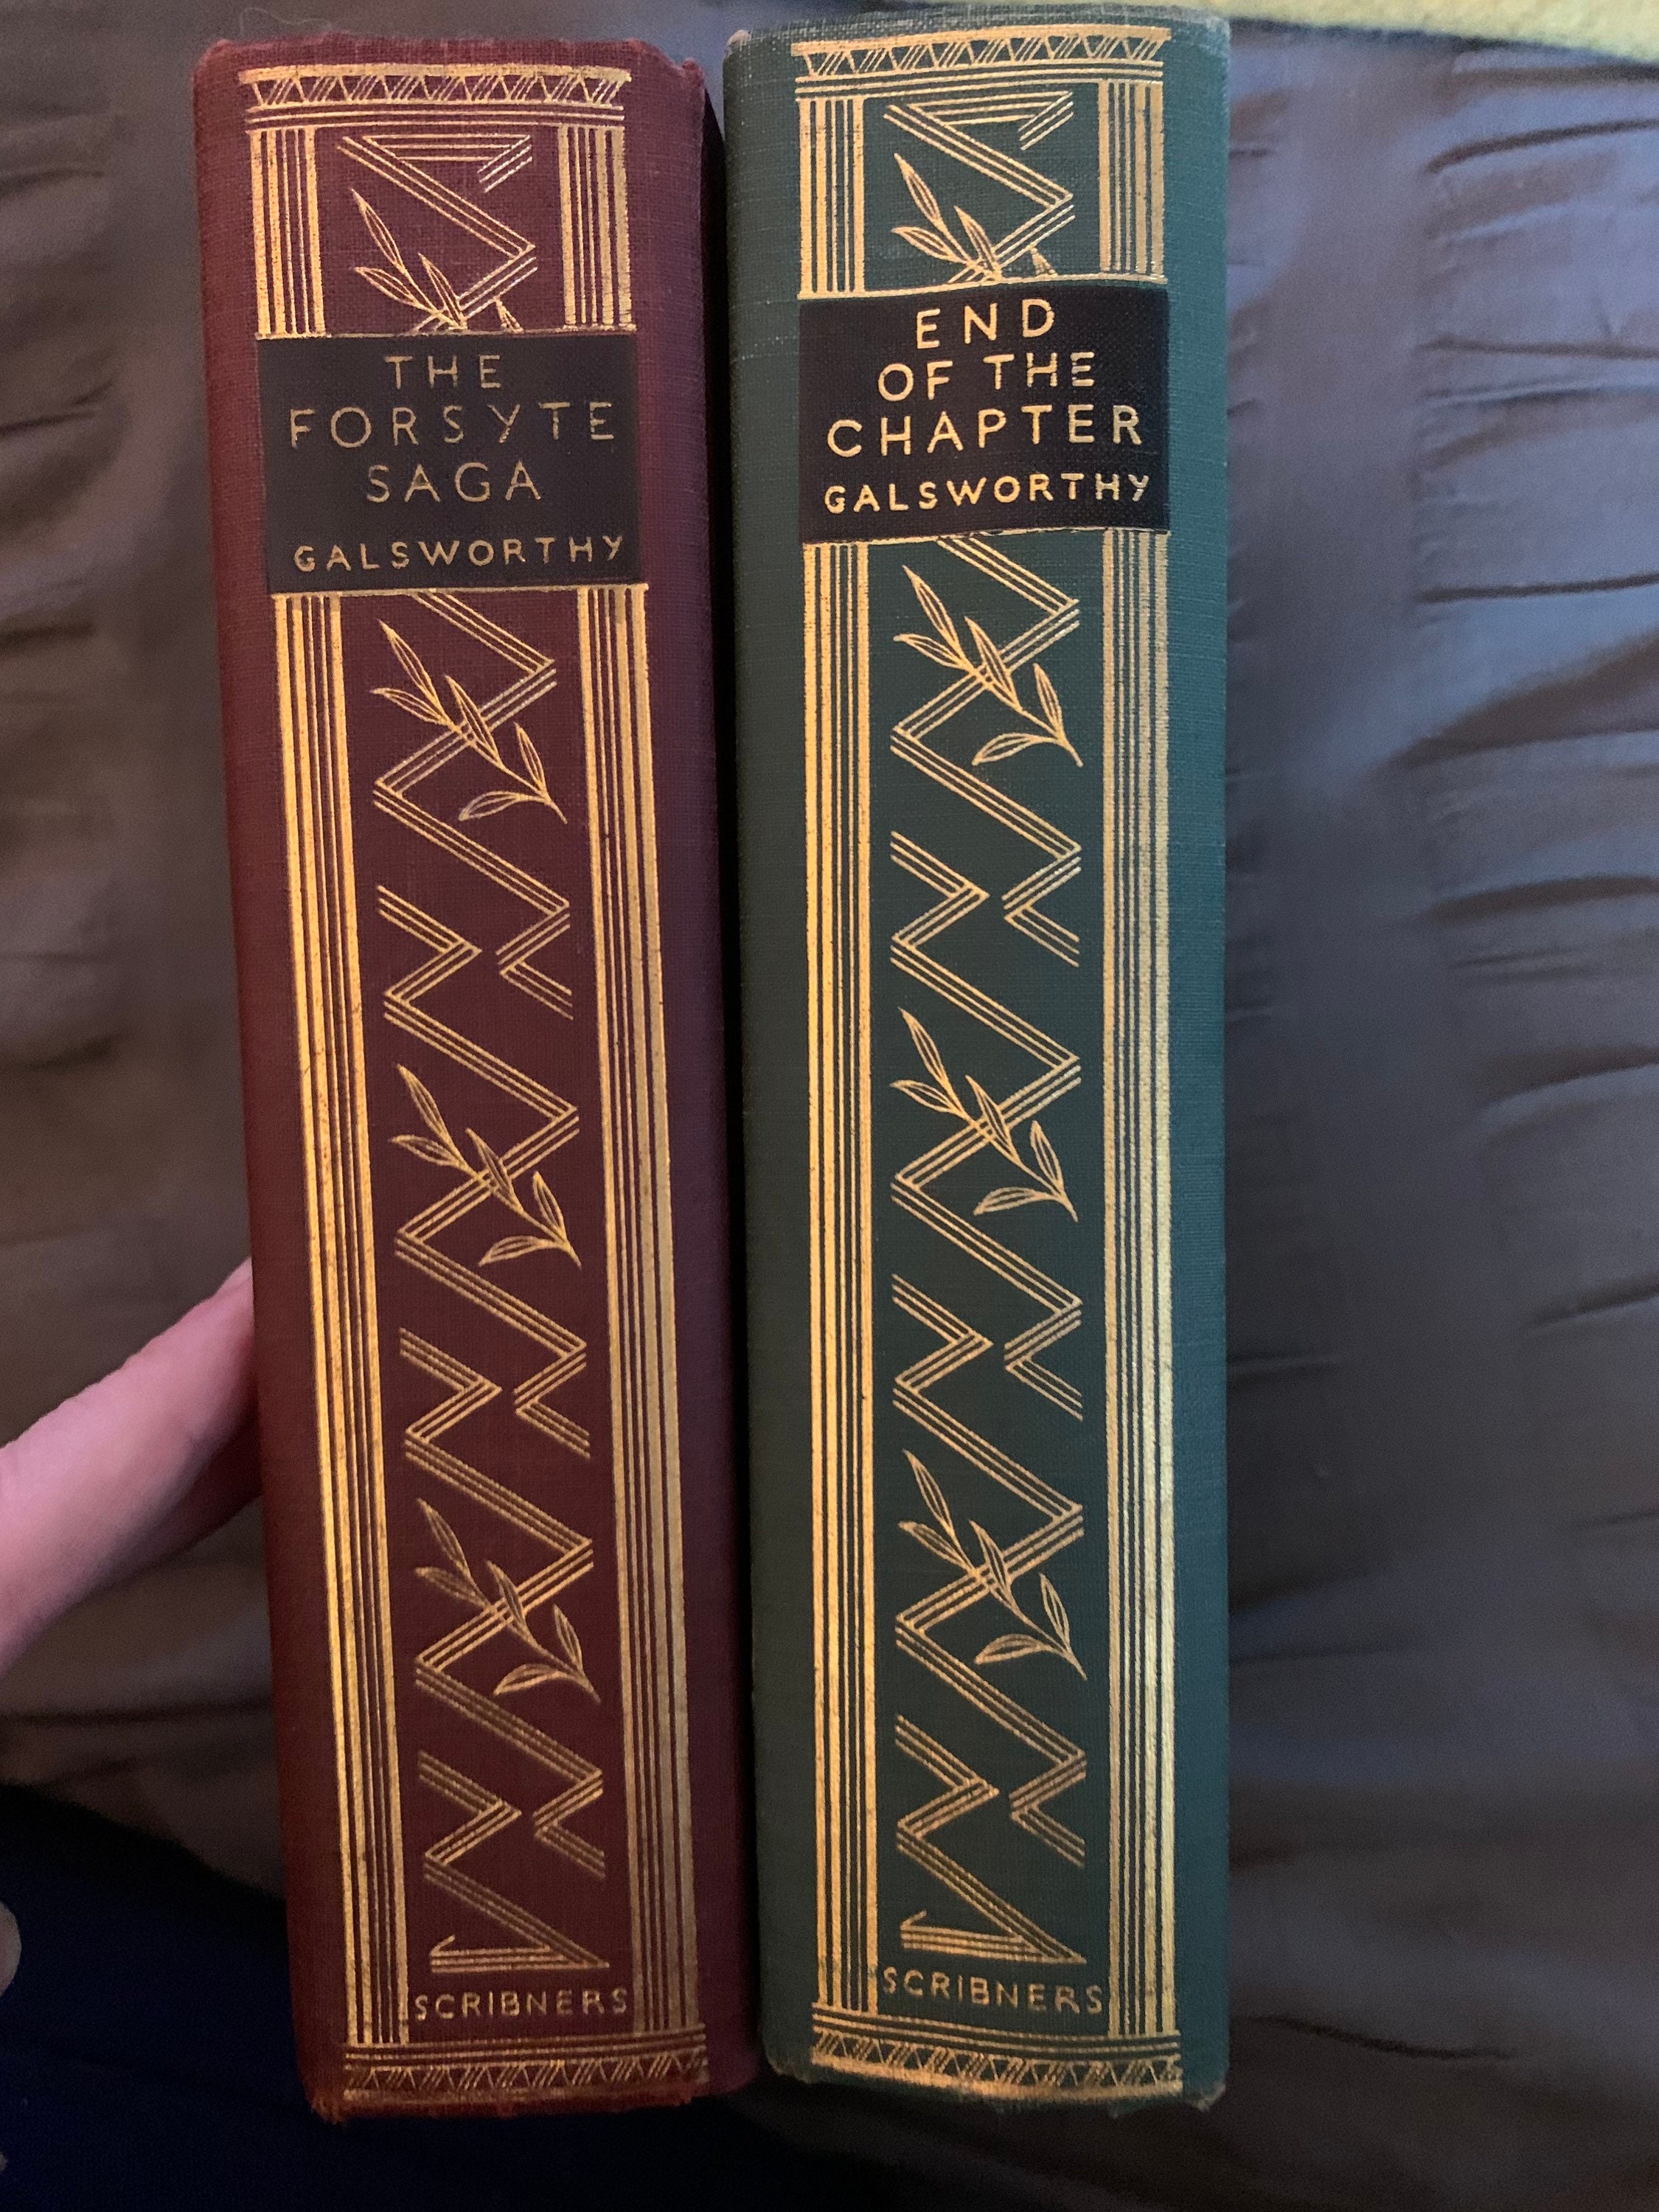 THE
FORSYTE
SAGA
GALSWORTHY
SCRIBNERS
END
OF THE
CHAPTER
GALSWORTHY
SCRIBNERS